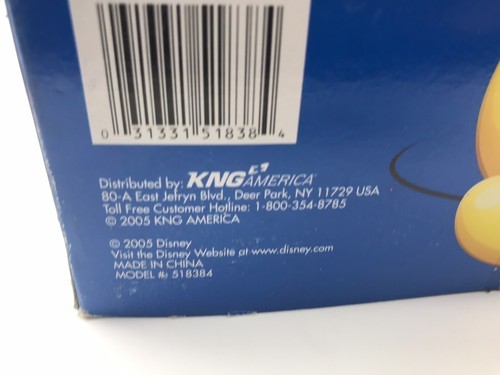 0 31331 51838 4
Distributed by: KNG AMERICA
80-A East Jefryn Blvd., Deer Park, NY 11729 USA
Toll Free Customer Hotline: 1-800-354-8785
© 2005 KNG AMERICA
© 2005 Disney
Visit the Disney Website at www.disney.com
MADE IN CHINA
MODEL #: 518384